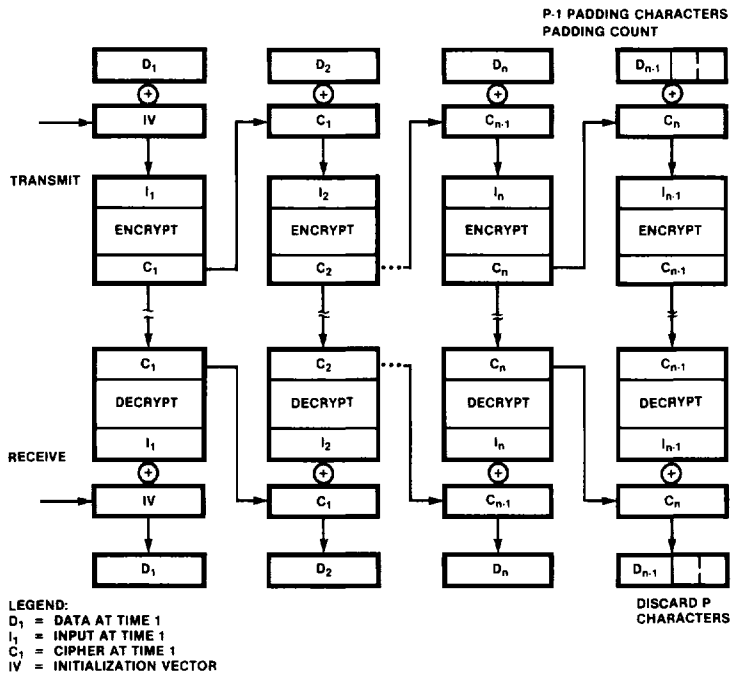 P-1 PADDING CHARACTERS
PADDING COUNT
D₁ D₂ Dₙ Dₙ-₁
+ + + +
IV C₁ Cₙ-₁ Cₙ
TRANSMIT
I₁ I₂ Iₙ Iₙ-₁
ENCRYPT ENCRYPT ENCRYPT ENCRYPT
C₁ C₂ Cₙ Cₙ-₁
C₁ C₂ Cₙ Cₙ-₁
DECRYPT DECRYPT DECRYPT DECRYPT
I₁ I₂ Iₙ Iₙ-₁
RECEIVE
+ + + +
IV C₁ Cₙ-₁ Cₙ
D₁ D₂ Dₙ Dₙ-₁
DISCARD P
CHARACTERS
LEGEND:
D₁ = DATA AT TIME 1
I₁ = INPUT AT TIME 1
C₁ = CIPHER AT TIME 1
IV = INITIALIZATION VECTOR